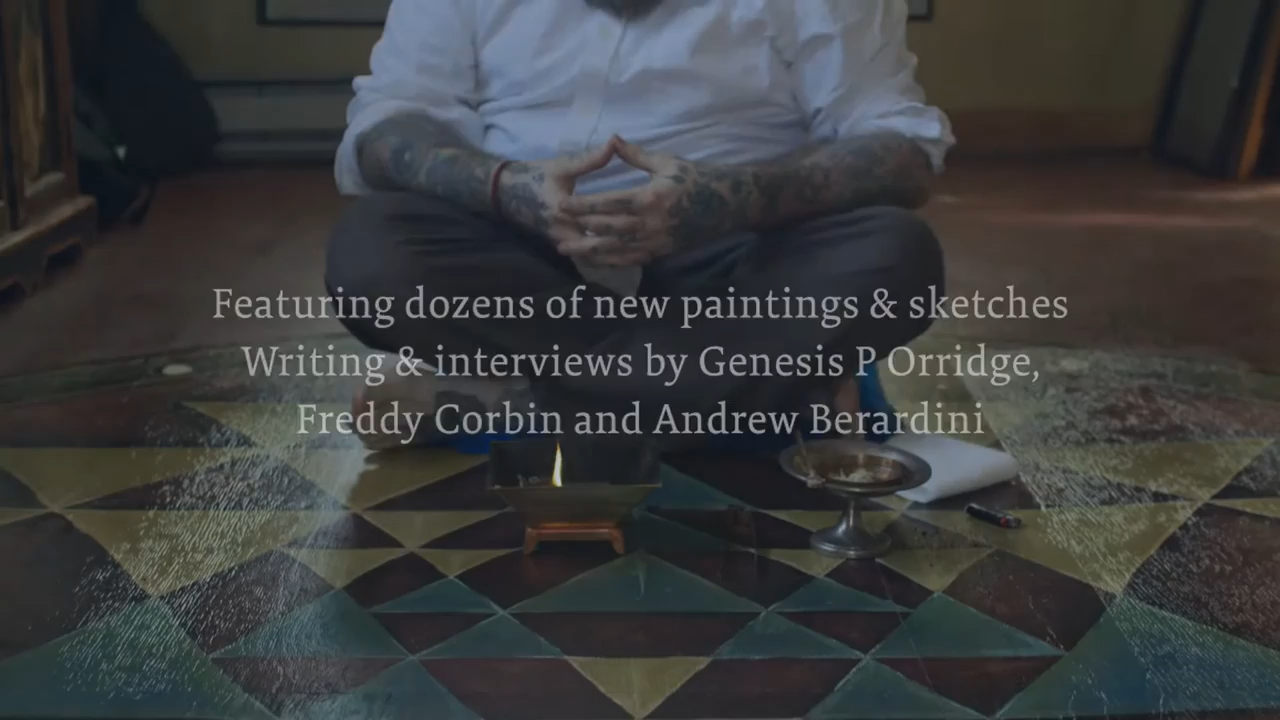 Featuring dozens of new paintings & sketches
Writing & interviews by Genesis P Orridge,
Freddy Corbin and Andrew Berardini